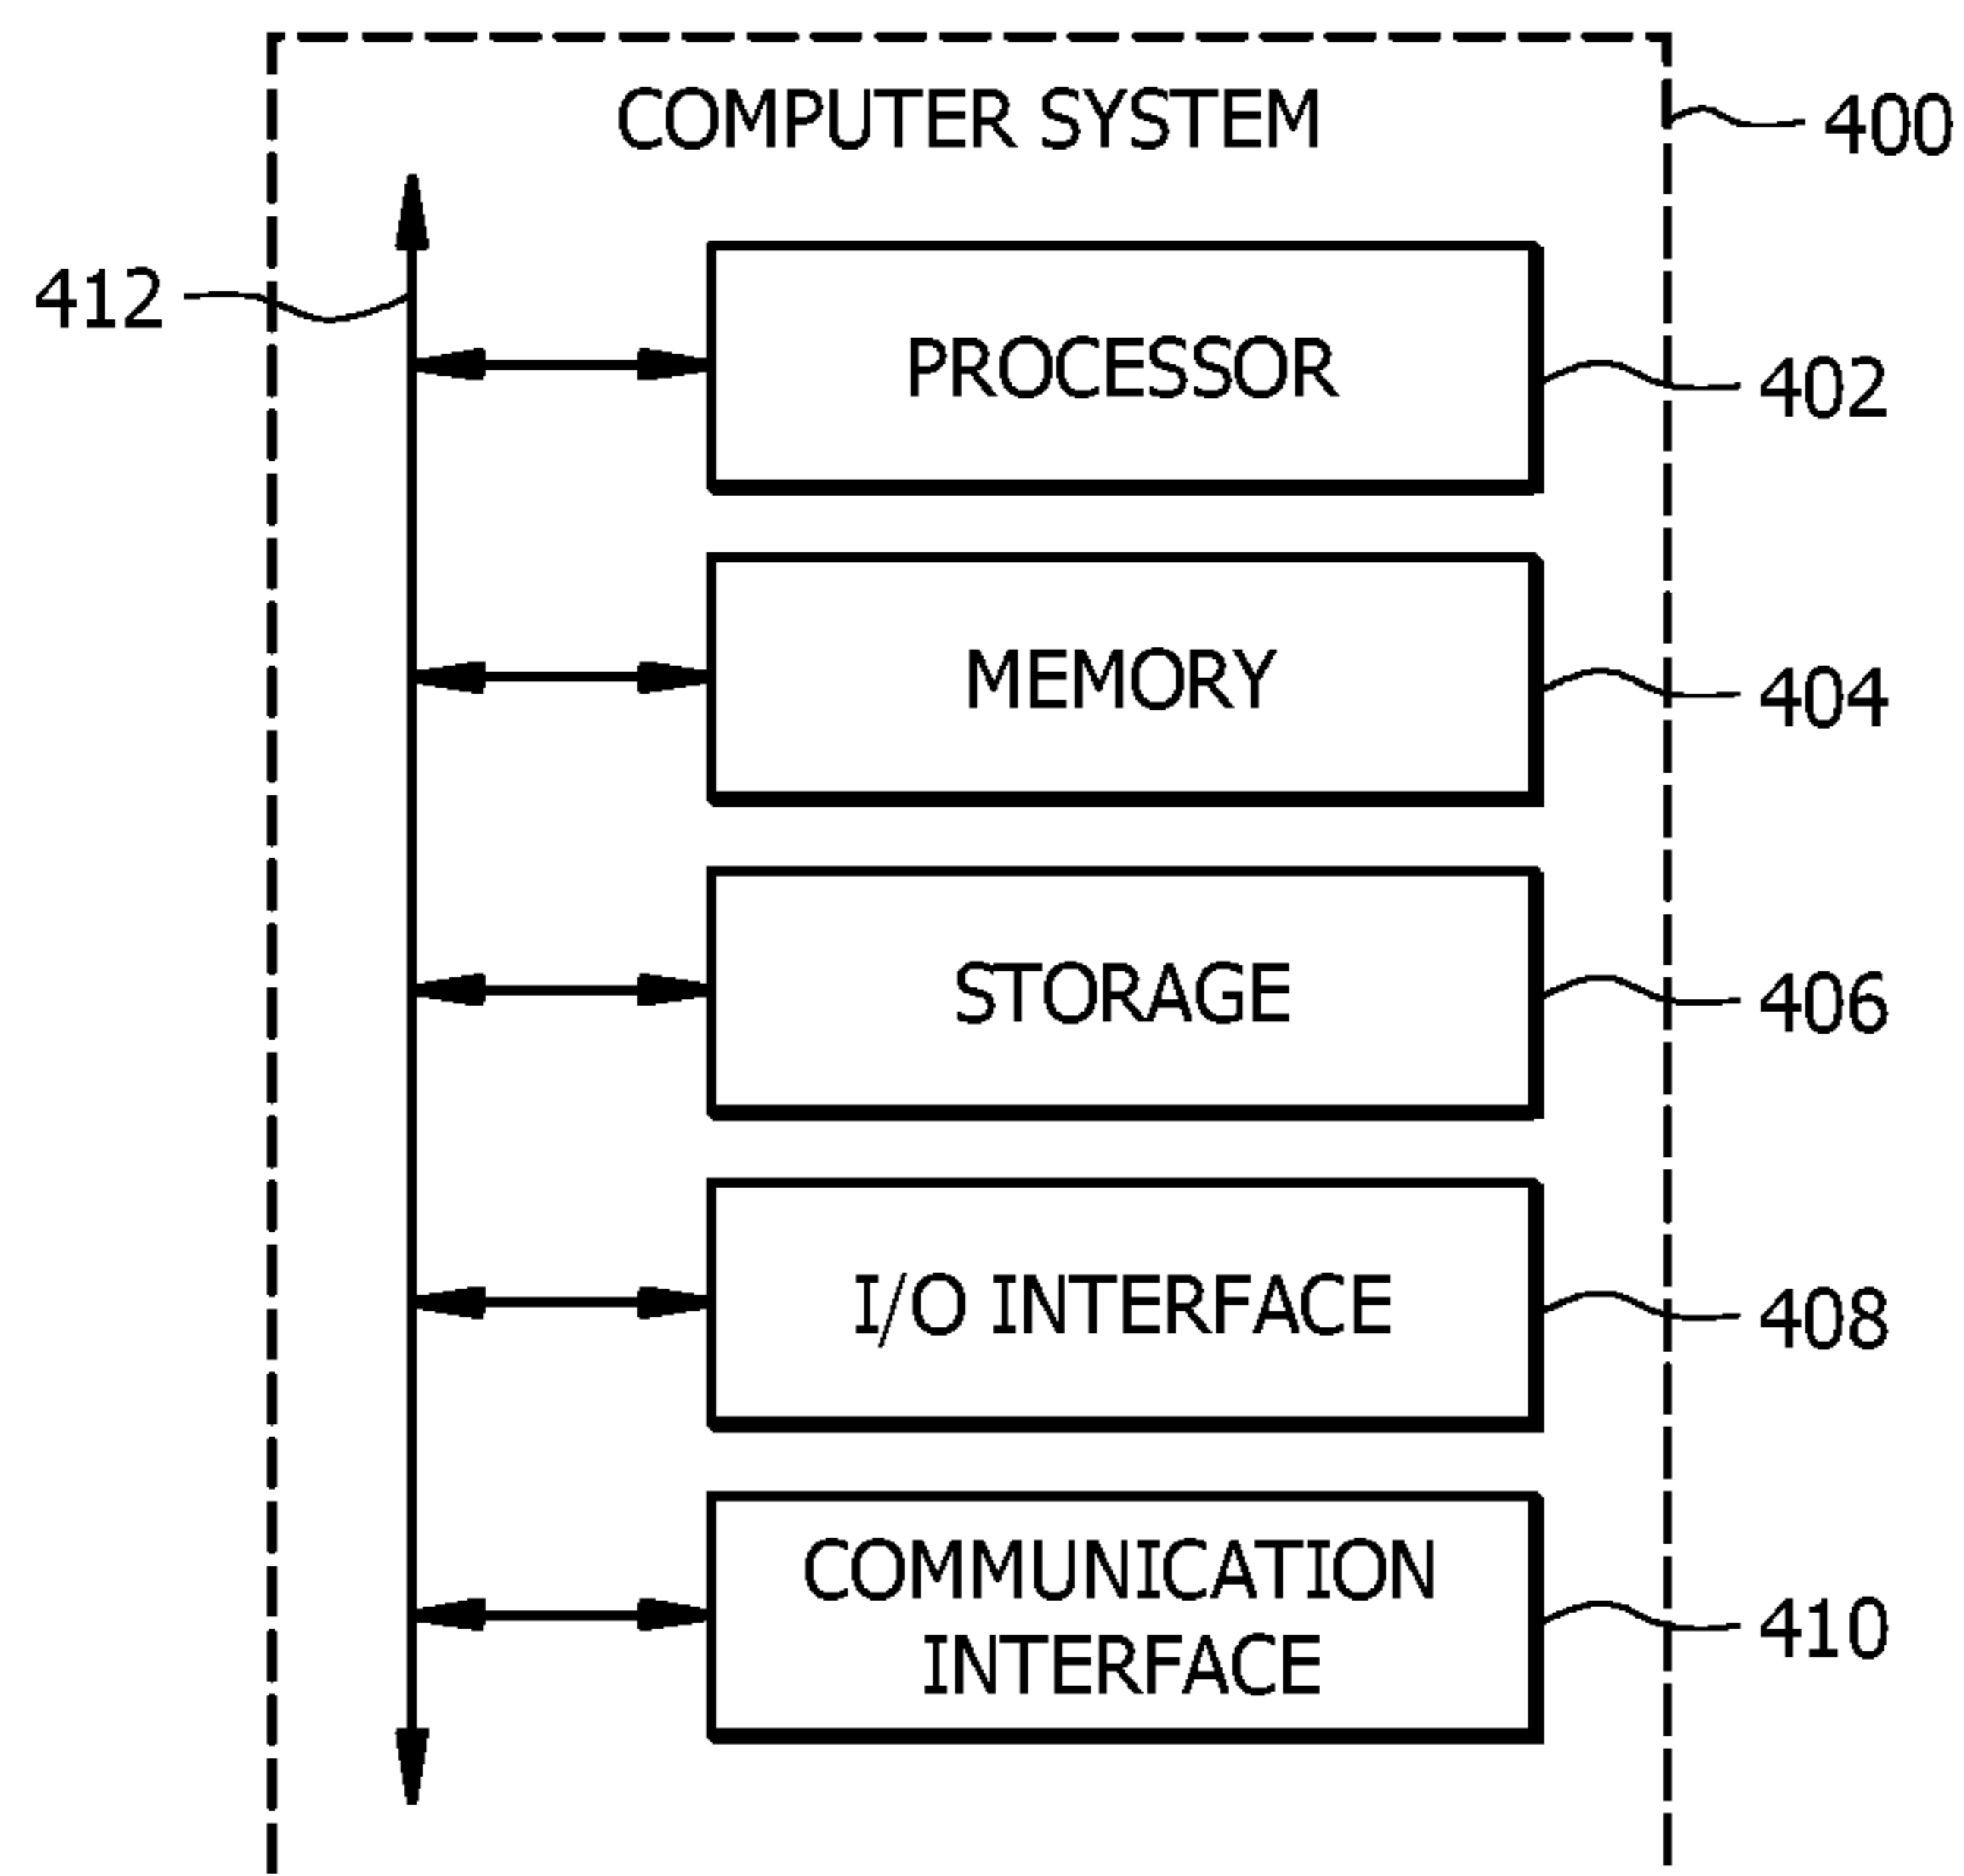 COMPUTER SYSTEM
400
412
PROCESSOR
402
MEMORY
404
STORAGE
406
I/O INTERFACE
408
COMMUNICATION
INTERFACE
410